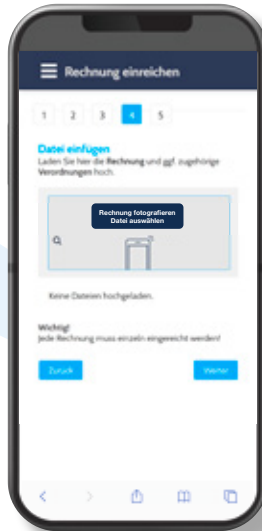 Rechnung einreichen
1 2 3 4 5
Datei einfügen
Laden Sie hier die Rechnung und ggf. zugehörige
Verordnungen hoch.
Rechnung fotografieren
Datei auswählen
Keine Dateien hochgeladen.
Wichtig!
Jede Rechnung muss einzeln eingereicht werden!
Zurück Weiter